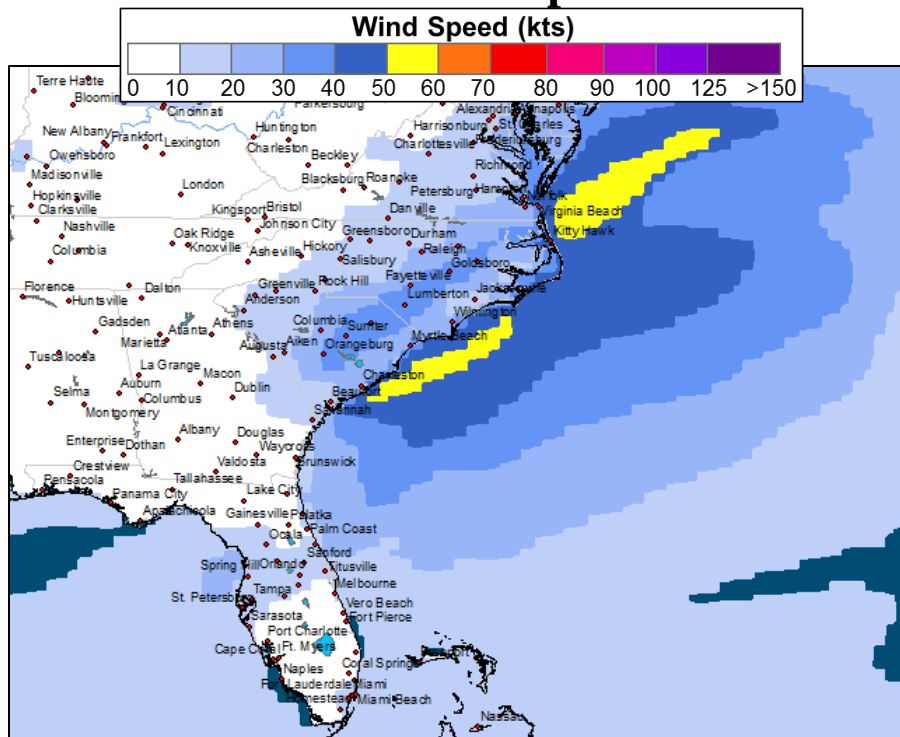 Wind Speed (kts)
0 10 20 30 40 50 60 70 80 90 100 125 >150
Terre Haute
Cincinnati
Parkersburg
Alexandria
Annapolis
Harrisonburg
St. Charles
New Albany
Frankfort
Huntington
Lexington
Charleston
Charlottesville
Fredericksburg
Owensboro
Beckley
Richmond
Madisonville
Blacksburg
Roanoke
Hopkinsville
London
Petersburg
Norfolk
Clarksville
Kingsport
Bristol
Danville
Virginia Beach
Nashville
Johnson City
Oak Ridge
Greensboro
Durham
Kitty Hawk
Columbia
Knoxville
Asheville
Hickory
Raleigh
Salisbury
Goldsboro
Florence
Dalton
Greenville
Rock Hill
Fayetteville
Huntsville
Anderson
Lumberton
Jacksonville
Gadsden
Atlanta
Athens
Columbia
Sumter
Wilmington
Marietta
Augusta
Aiken
Orangeburg
Myrtle Beach
Tuscaloosa
La Grange
Selma
Auburn
Macon
Charleston
Columbus
Dublin
Beaufort
Montgomery
Savannah
Enterprise
Dothan
Albany
Douglas
Waycross
Crestview
Valdosta
Brunswick
Pensacola
Tallahassee
Panama City
Lake City
Apalachicola
Gainesville
Palatka
Palm Coast
Ocala
Sanford
Spring Hill
Orlando
Titusville
St. Petersburg
Tampa
Melbourne
Sarasota
Vero Beach
Fort Pierce
Port Charlotte
Cape Coral
Ft. Myers
Naples
Coral Springs
Freeport
Fort Lauderdale
Miami
Homestead
Miami Beach
Nassau